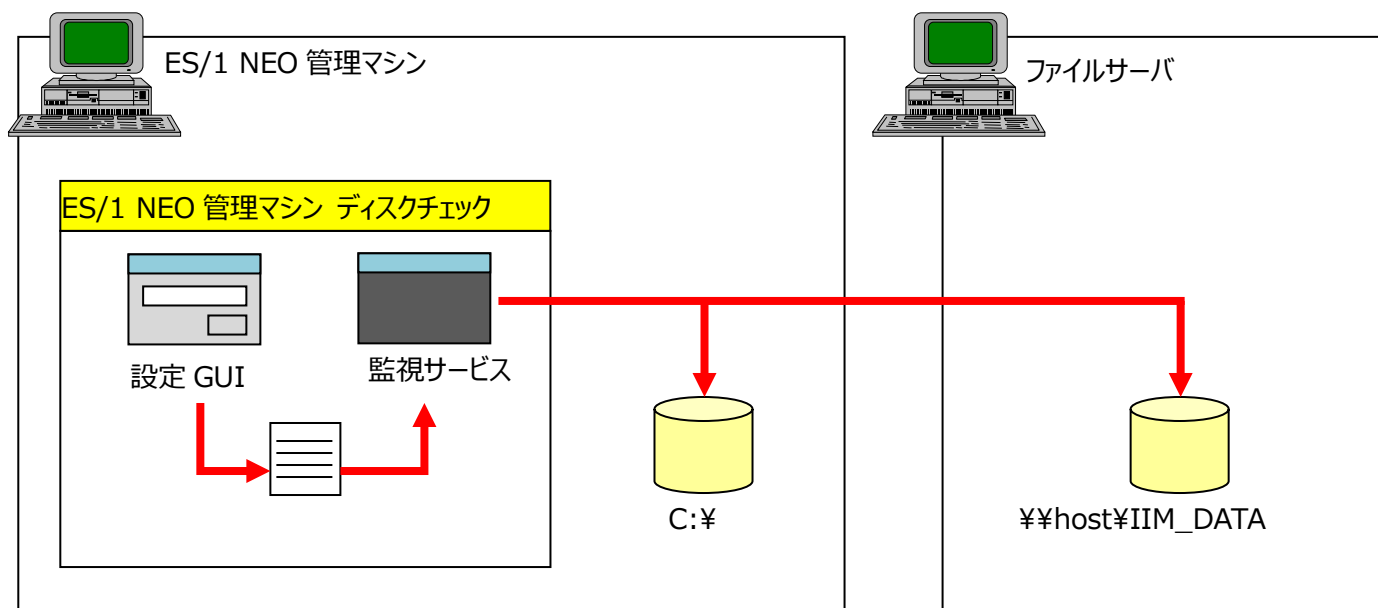 ES/1 NEO 管理マシン
ファイルサーバ
ES/1 NEO 管理マシン ディスクチェック
設定 GUI
監視サービス
C:¥
¥¥host¥IIM_DATA